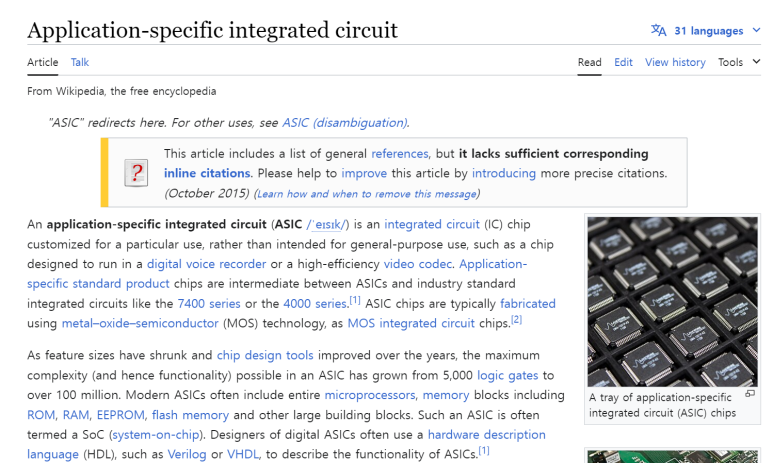 Application-specific integrated circuit
31 languages
Article Talk
Read Edit View history Tools
From Wikipedia, the free encyclopedia
"ASIC" redirects here. For other uses, see ASIC (disambiguation).
This article includes a list of general references, but it lacks sufficient corresponding
inline citations. Please help to improve this article by introducing more precise citations.
(October 2015) (Learn how and when to remove this message)
An application-specific integrated circuit (ASIC /ˈeɪsɪk/) is an integrated circuit (IC) chip
customized for a particular use, rather than intended for general-purpose use, such as a chip
designed to run in a digital voice recorder or a high-efficiency video codec. Application-
specific standard product chips are intermediate between ASICs and industry standard
integrated circuits like the 7400 series or the 4000 series.[1] ASIC chips are typically fabricated
using metal–oxide–semiconductor (MOS) technology, as MOS integrated circuit chips.[2]
As feature sizes have shrunk and chip design tools improved over the years, the maximum
complexity (and hence functionality) possible in an ASIC has grown from 5,000 logic gates to
over 100 million. Modern ASICs often include entire microprocessors, memory blocks including
ROM, RAM, EEPROM, flash memory and other large building blocks. Such an ASIC is often
termed a SoC (system-on-chip). Designers of digital ASICs often use a hardware description
language (HDL), such as Verilog or VHDL, to describe the functionality of ASICs.[1]
A tray of application-specific
integrated circuit (ASIC) chips